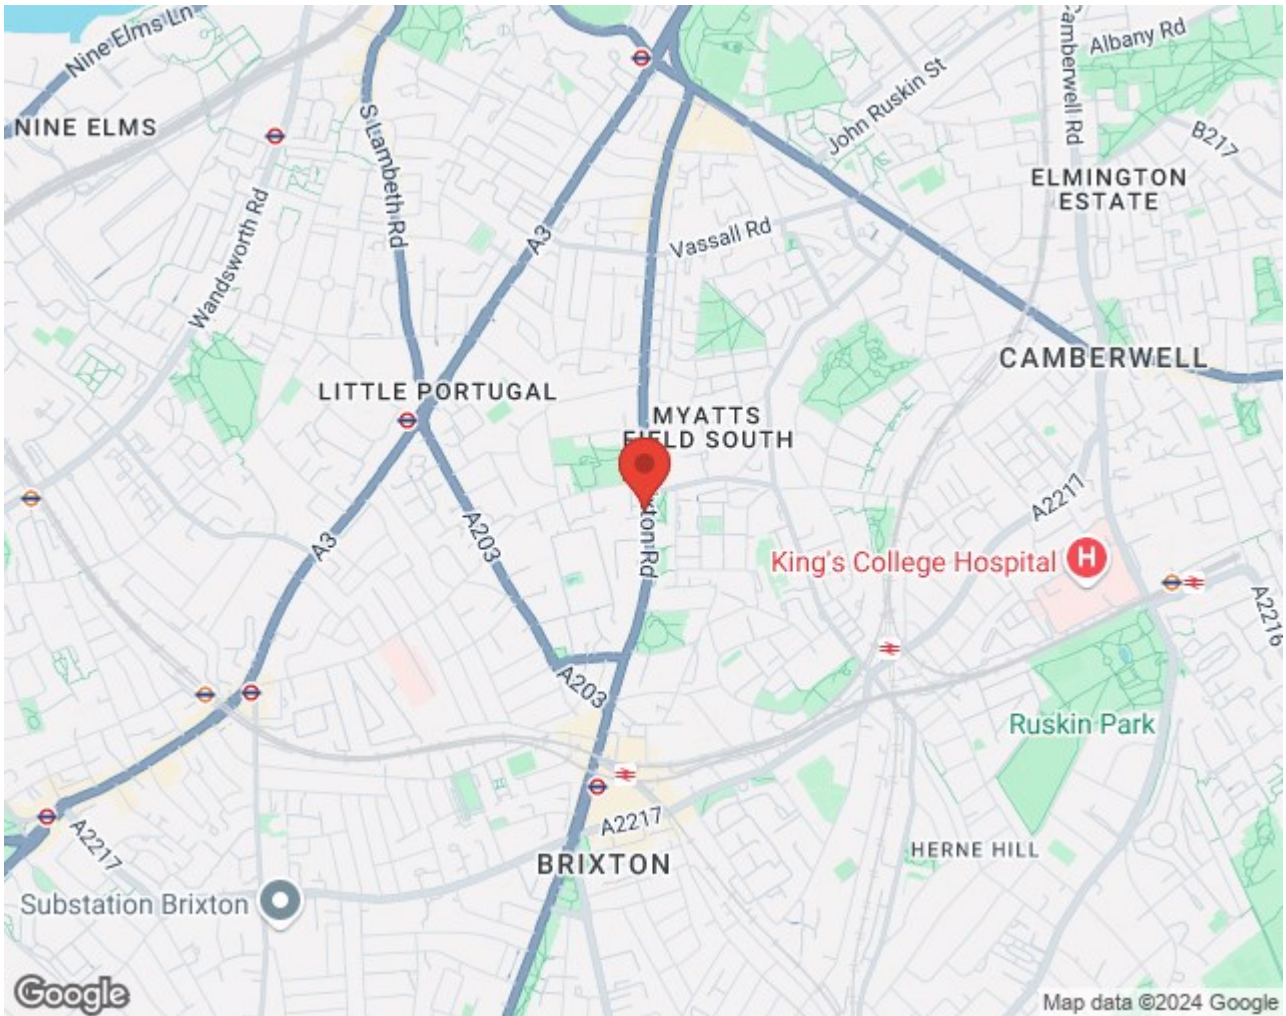 Nine Elms Ln
Albany Rd
Camberwell Rd
John Ruskin St
NINE ELMS
B217
S Lambeth Rd
ELMINGTON
ESTATE
Wandsworth Rd
A3
Vassall Rd
CAMBERWELL
LITTLE PORTUGAL
MYATTS
FIELD SOUTH
A2217
A203
A3
King's College Hospital
H
A2216
A203
Ruskin Park
A2217
A2217
BRIXTON
HERNE HILL
Substation Brixton
Google
Map data ©2024 Google